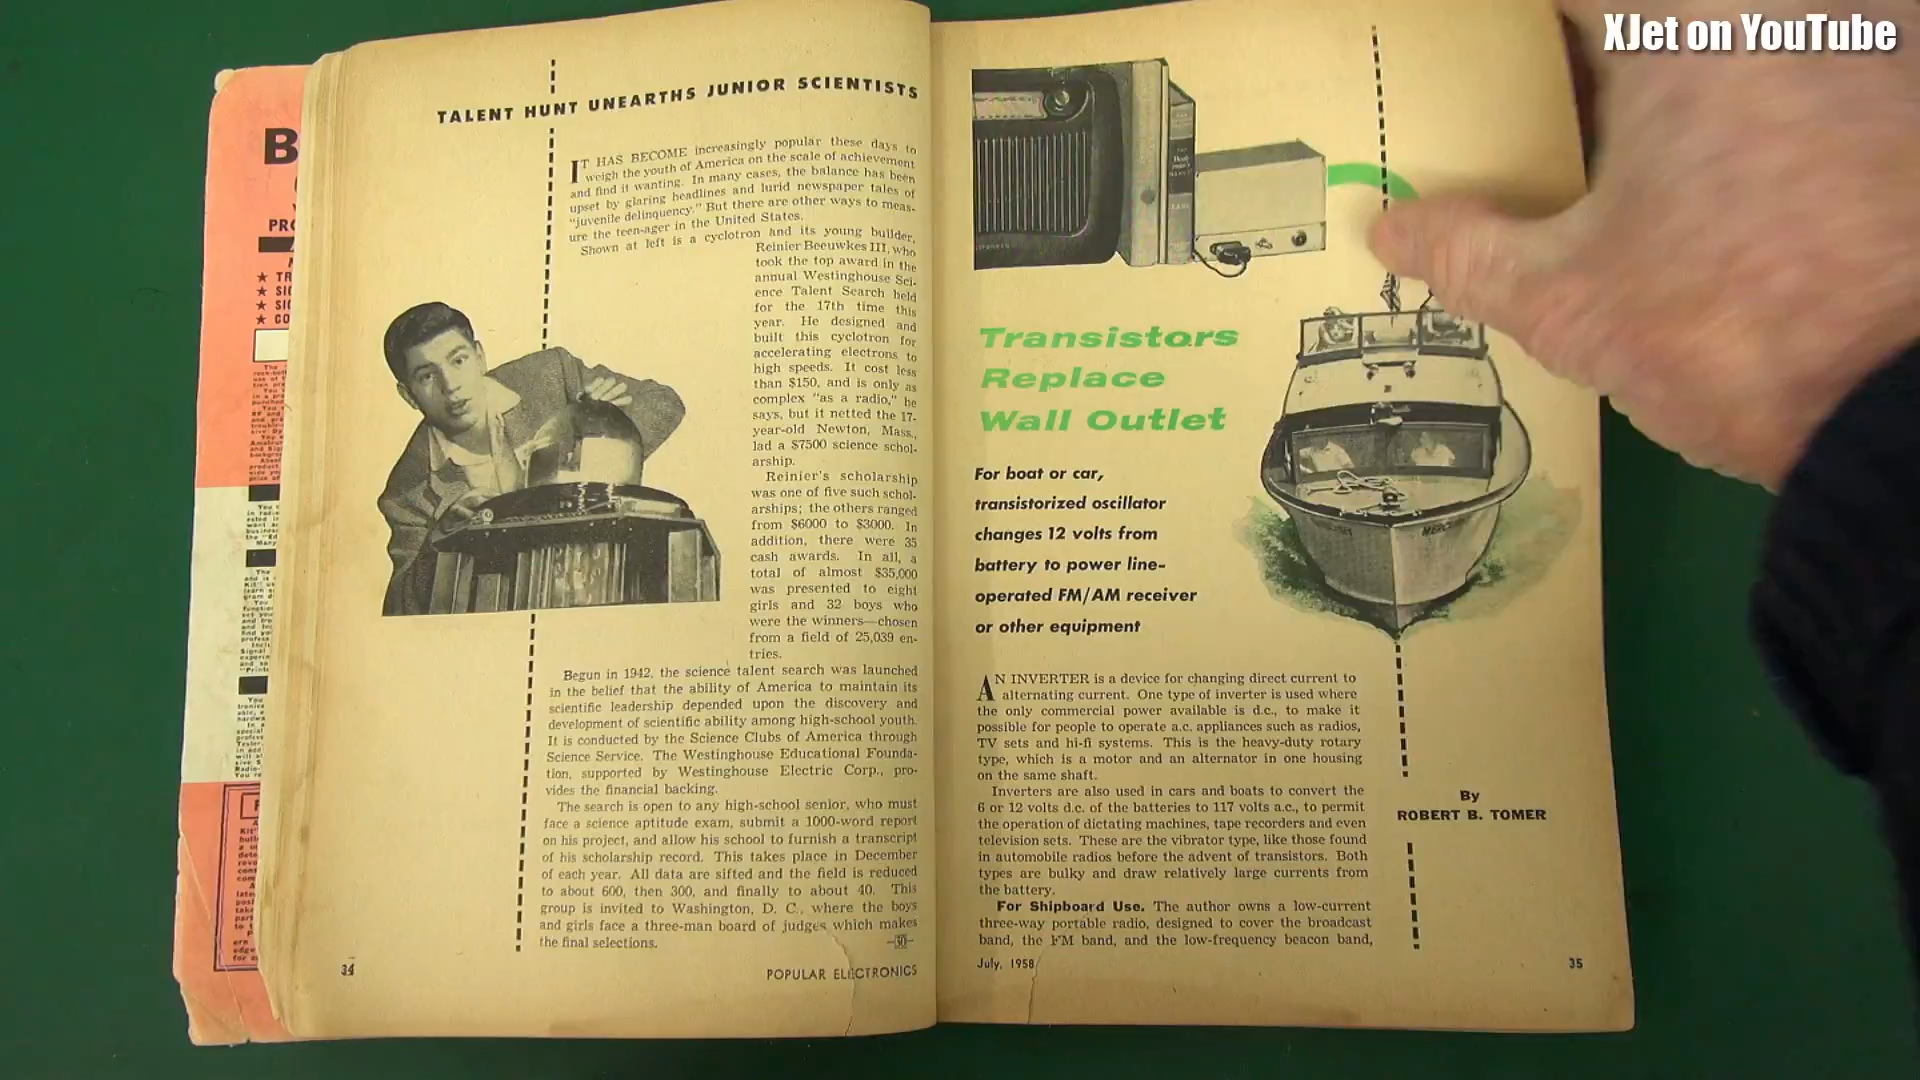 XJet on YouTube
TALENT HUNT UNEARTHS JUNIOR SCIENTISTS
IT HAS BECOME increasingly popular these days to
weigh the youth of America on the scale of achievement
and find it wanting. In many cases, the balance has been
upset by glaring headlines and lurid newspaper tales of
"juvenile delinquency." But there are other ways to meas-
ure the teen-ager in the United States.
Shown at left is a cyclotron and its young builder,
Reinier Beeuwkes III, who
took the top award in the
annual Westinghouse Sci-
ence Talent Search held
for the 17th time this
year. He designed and
built this cyclotron for
accelerating electrons to
high speeds. It cost less
than $150, and is only as
complex "as a radio," he
says, but it netted the 17-
year-old Newton, Mass.,
lad a $7500 science schol-
arship.
Reinier's scholarship
was one of five such schol-
arships; the others ranged
from $6000 to $3000. In
addition, there were 35
cash awards. In all, a
total of almost $35,000
was presented to eight
girls and 32 boys who
were the winners—chosen
from a field of 25,039 en-
tries.
Begun in 1942, the science talent search was launched
in the belief that the ability of America to maintain its
scientific leadership depended upon the discovery and
development of scientific ability among high-school youth.
It is conducted by the Science Clubs of America through
Science Service. The Westinghouse Educational Founda-
tion, supported by Westinghouse Electric Corp., pro-
vides the financial backing.
The search is open to any high-school senior, who must
face a science aptitude exam, submit a 1000-word report
on his project, and allow his school to furnish a transcript
of his scholarship record. This takes place in December
of each year. All data are sifted and the field is reduced
to about 600, then 300, and finally to about 40. This
group is invited to Washington, D. C., where the boys
and girls face a three-man board of judges which makes
the final selections.
34
POPULAR ELECTRONICS
Transistors
Replace
Wall Outlet
For boat or car,
transistorized oscillator
changes 12 volts from
battery to power line-
operated FM/AM receiver
or other equipment
AN INVERTER is a device for changing direct current to
alternating current. One type of inverter is used where
the only commercial power available is d.c., to make it
possible for people to operate a.c. appliances such as radios,
TV sets and hi-fi systems. This is the heavy-duty rotary
type, which is a motor and an alternator in one housing
on the same shaft.
Inverters are also used in cars and boats to convert the
6 or 12 volts d.c. of the batteries to 117 volts a.c., to permit
the operation of dictating machines, tape recorders and even
television sets. These are the vibrator type, like those found
in automobile radios before the advent of transistors. Both
types are bulky and draw relatively large currents from
the battery.
For Shipboard Use. The author owns a low-current
three-way portable radio, designed to cover the broadcast
band, the FM band, and the low-frequency beacon band,
By
ROBERT B. TOMER
July, 1958
35